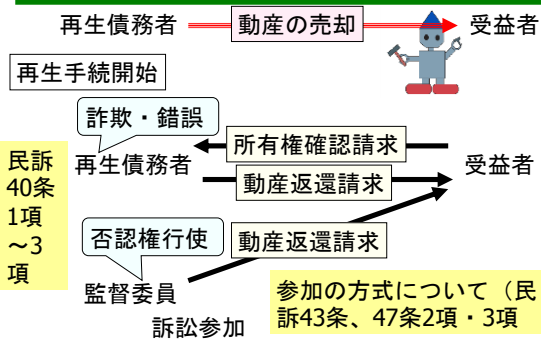 再生債務者
動産の売却
受益者
再生手続開始
詐欺・錯誤
所有権確認請求
民訴
40条
1項
~3
項
再生債務者
受益者
動産返還請求
否認権行使
動産返還請求
監督委員
訴訟参加
参加の方式について（民
訴43条、47条2項・3項